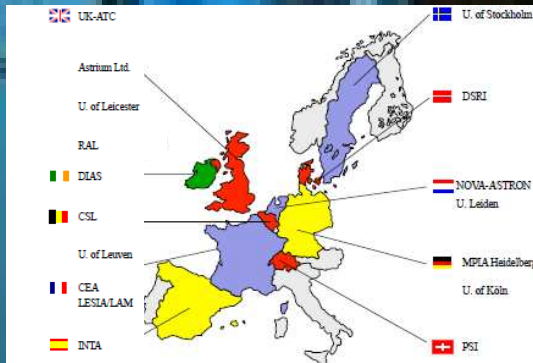 UK-ATC
Astrium Ltd.
U. of Leicester
RAL
DIAS
CSL
U. of Leuven
CEA
LESIA/LAM
INTA
U. of Stockholm
DSRI
NOVA-ASTRON
U. Leiden
MPIA Heidelberg
U. of Köln
PSI